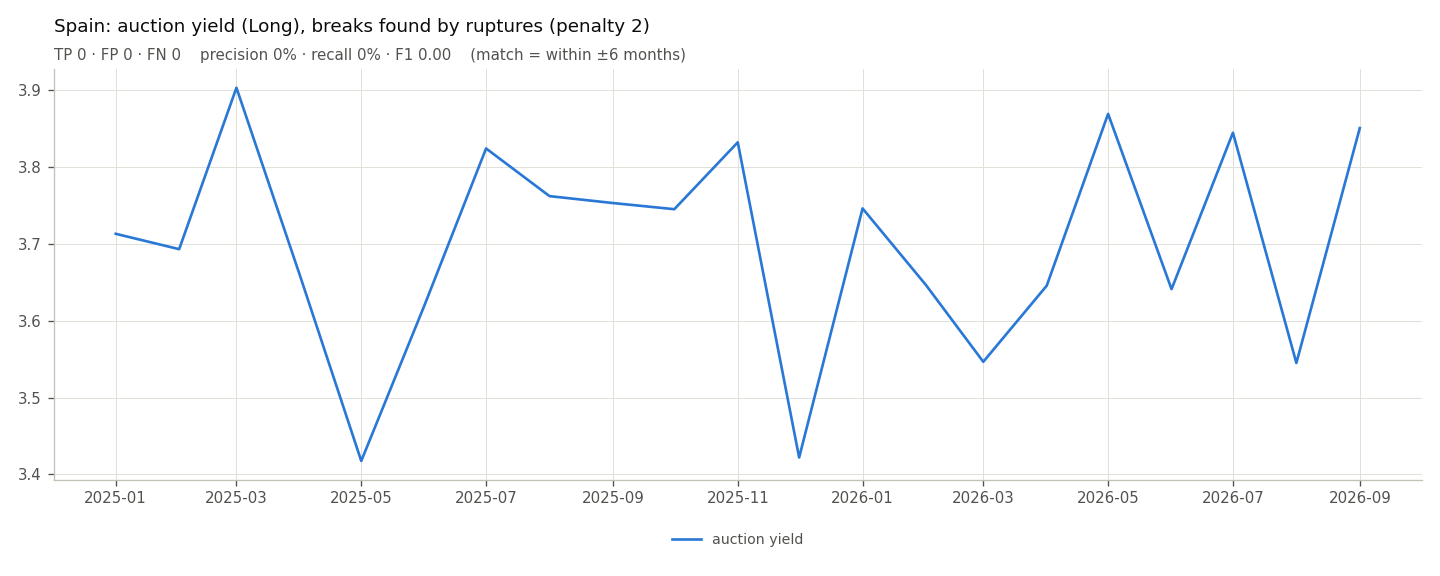 Spain: auction yield (Long), breaks found by ruptures (penalty 2)
TP 0 · FP 0 · FN 0 precision 0% · recall 0% · F1 0.00 (match = within ±6 months)
3.9
3.8
3.7
3.6
3.5
3.4
2025-01 2025-03 2025-05 2025-07 2025-09 2025-11 2026-01 2026-03 2026-05 2026-07 2026-09
auction yield